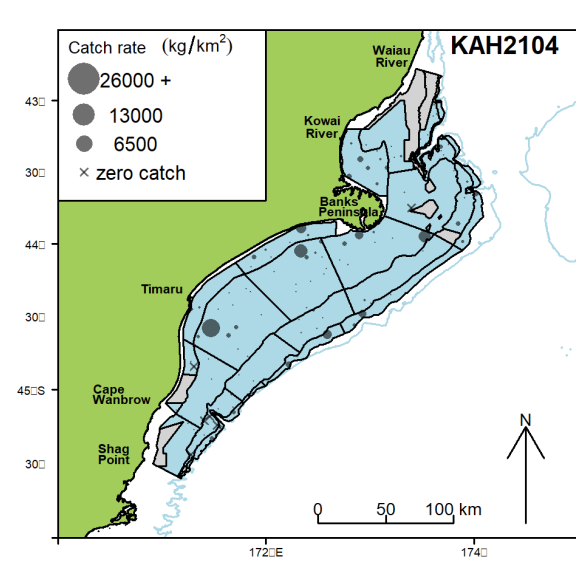 KAH2104
Catch rate (kg/km²)
26000 +
13000
6500
× zero catch
Waiau
River
Kowai
River
Banks
Peninsula
Timaru
Cape
Wanbrow
Shag
Point
43□
30□
44□
30□
45□S
30□
N
0 50 100 km
172□E 174□